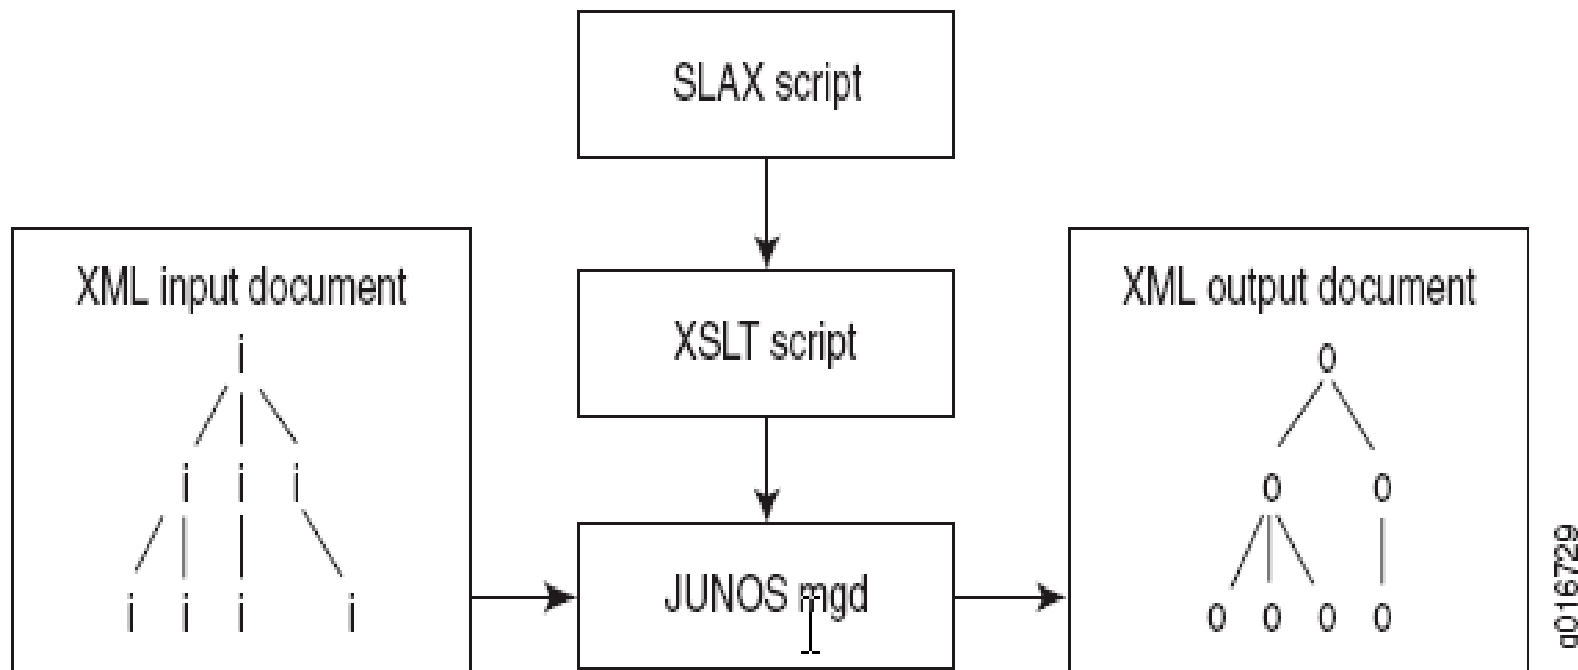 SLAX script
XML input document
i
i i i
i i i i
XSLT script
JUNOS mgd
XML output document
o
o o
o o o o
g016729